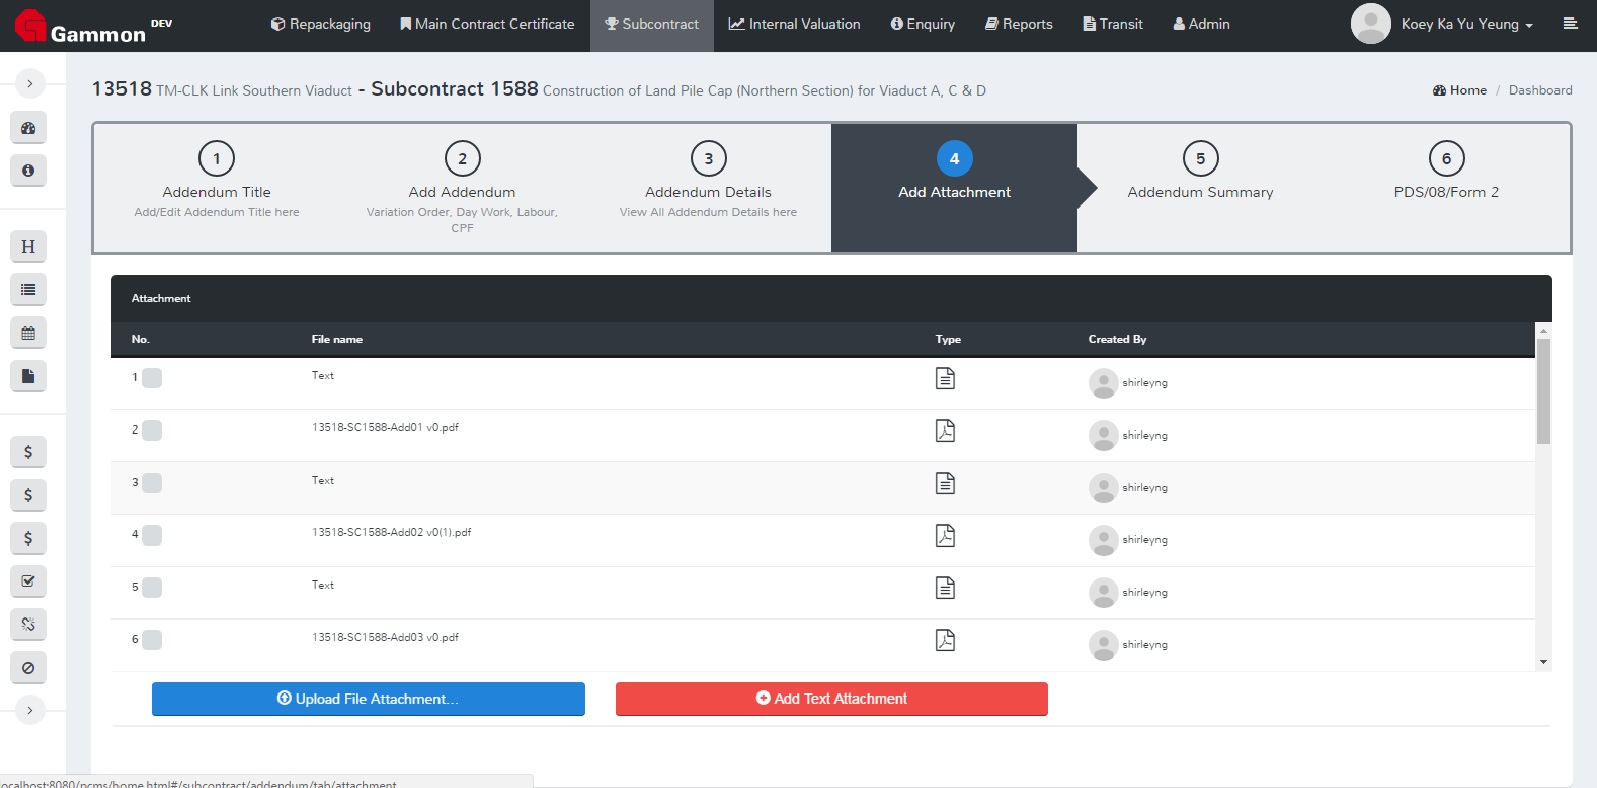 Gammon DEV
Repackaging Main Contract Certificate Subcontract Internal Valuation Enquiry Reports Transit Admin Koey Ka Yu Yeung
13518 TM-CLK Link Southern Viaduct - Subcontract 1588 Construction of Land Pile Cap (Northern Section) for Viaduct A, C & D
Home / Dashboard
1
Addendum Title
Add/Edit Addendum Title here
2
Add Addendum
Variation Order, Day Work, Labour,
CPF
3
Addendum Details
View All Addendum Details here
4
Add Attachment
5
Addendum Summary
6
PDS/08/Form 2
H
$
$
$
Attachment
No. File name Type Created By
1 Text shirleyng
2 13518-SC1588-Add01 v0.pdf shirleyng
3 Text shirleyng
4 13518-SC1588-Add02 v0(1).pdf shirleyng
5 Text shirleyng
6 13518-SC1588-Add03 v0.pdf shirleyng
Upload File Attachment... Add Text Attachment
localhost:8080/pcms/home.html#/subcontract/addendum/tab/attachment